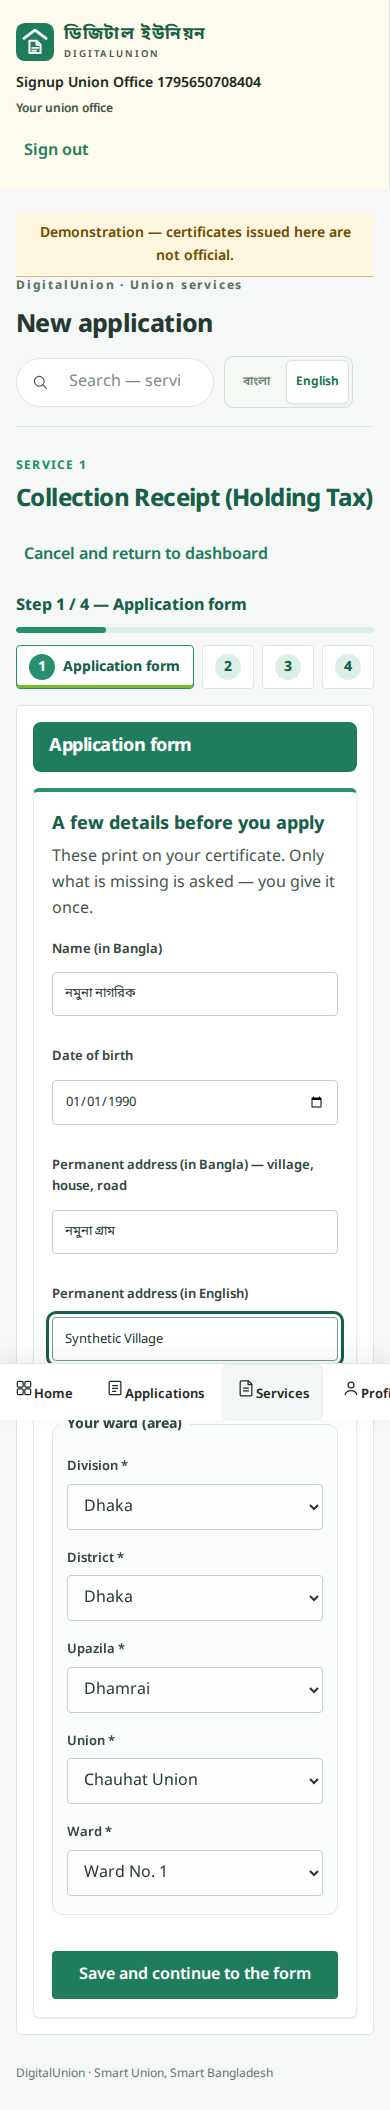 ডিজিটাল ইউনিয়ন
DIGITALUNION
Signup Union Office 1795650708404
Your union office
Sign out
Demonstration — certificates issued here are
not official.
DigitalUnion · Union services
New application
Search — servi
বাংলা
English
SERVICE 1
Collection Receipt (Holding Tax)
Cancel and return to dashboard
Step 1 / 4 — Application form
1 Application form 2 3 4
Application form
A few details before you apply
These print on your certificate. Only
what is missing is asked — you give it
once.
Name (in Bangla)
নমুনা নাগরিক
Date of birth
01/01/1990
Permanent address (in Bangla) — village,
house, road
নমুনা গ্রাম
Permanent address (in English)
Synthetic Village
Home Applications Services Profi
Your ward (area)
Division *
Dhaka
District *
Dhaka
Upazila *
Dhamrai
Union *
Chauhat Union
Ward *
Ward No. 1
Save and continue to the form
DigitalUnion · Smart Union, Smart Bangladesh